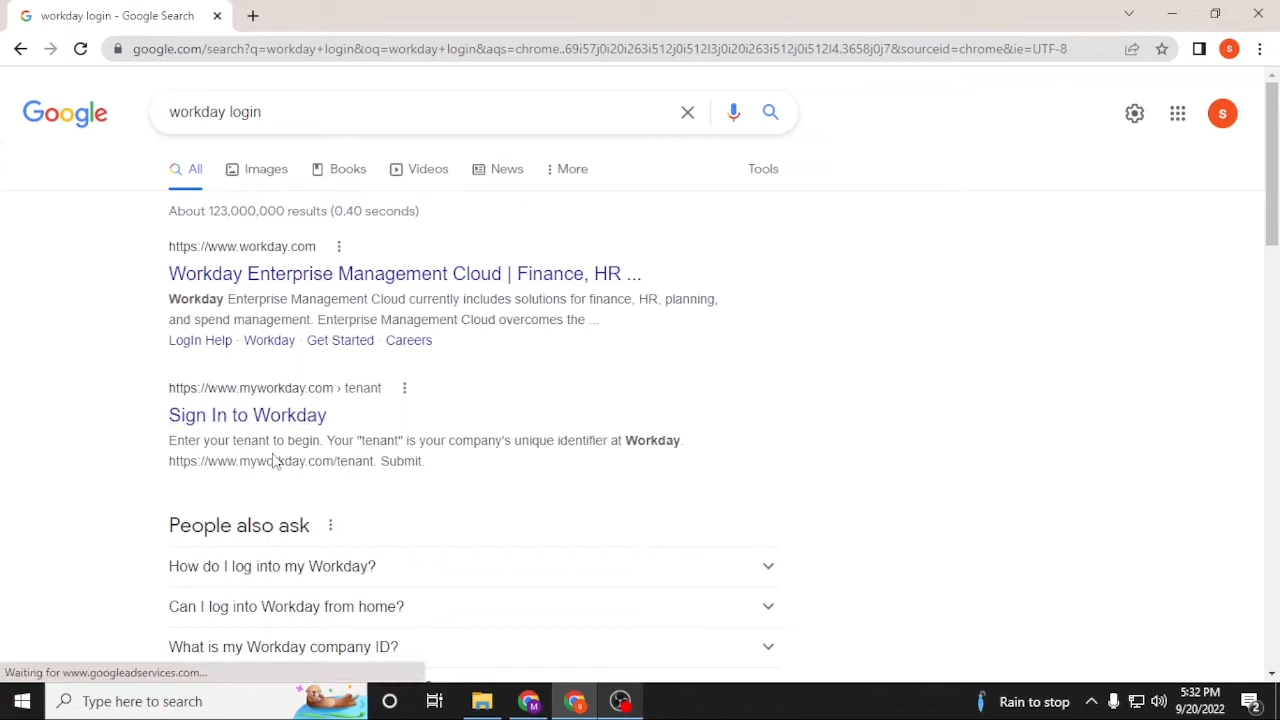 workday login - Google Search
google.com/search?q=workday+login&oq=workday+login&aqs=chrome..69i57j0i20i263i512j0i512l3j0i20i263i512j0i512l4.3658j0j7&sourceid=chrome&ie=UTF-8
S
Google
workday login
s
All
Images
Books
Videos
News
More
Tools
About 123,000,000 results (0.40 seconds)
https://www.workday.com
Workday Enterprise Management Cloud | Finance, HR ...
Workday Enterprise Management Cloud currently includes solutions for finance, HR, planning,
and spend management. Enterprise Management Cloud overcomes the ...
LogIn Help · Workday · Get Started · Careers
https://www.myworkday.com › tenant
Sign In to Workday
Enter your tenant to begin. Your "tenant" is your company's unique identifier at Workday.
https://www.myworkday.com/tenant. Submit.
People also ask
How do I log into my Workday?
Can I log into Workday from home?
What is my Workday company ID?
Waiting for www.googleadservices.com...
Type here to search
M
S
Rain to stop
5:32 PM
9/20/2022
2